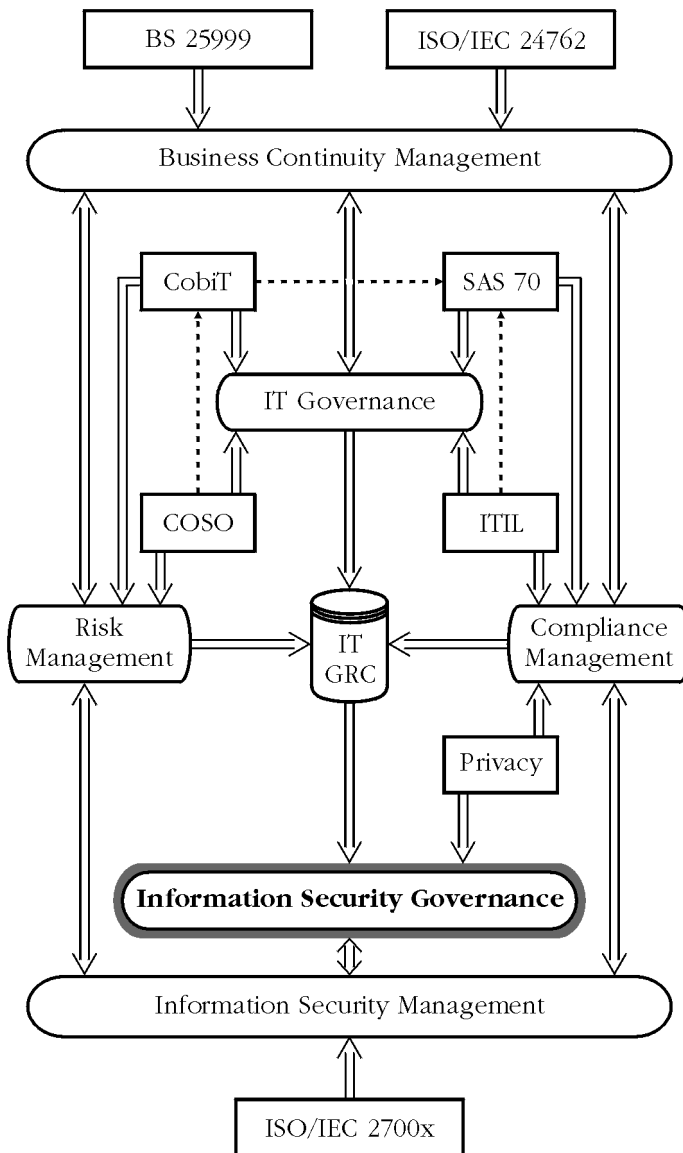 BS 25999
ISO/IEC 24762
Business Continuity Management
CobiT
SAS 70
IT Governance
COSO
ITIL
Risk
Management
IT
GRC
Compliance
Management
Privacy
Information Security Governance
Information Security Management
ISO/IEC 2700x